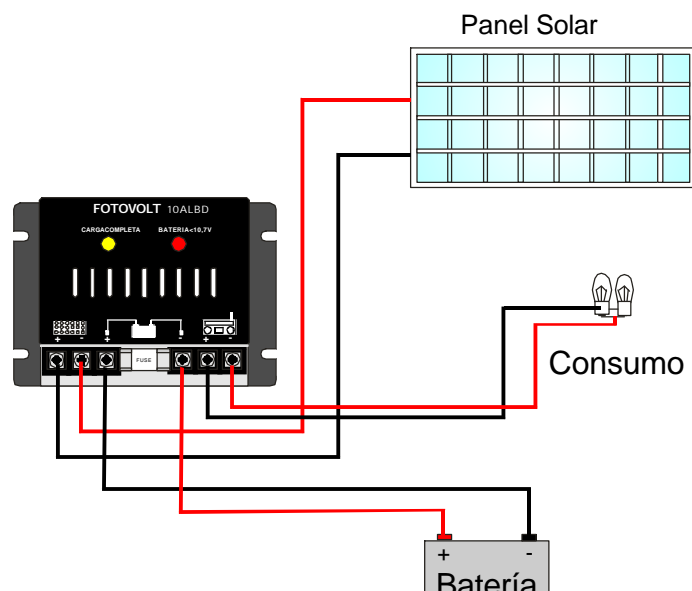 Panel Solar
FOTOVOLT 10ALBD
CARGACOMPLETA BATERIA<10,7V
+ - + - + -
FUSE
Consumo
+ -
Batería